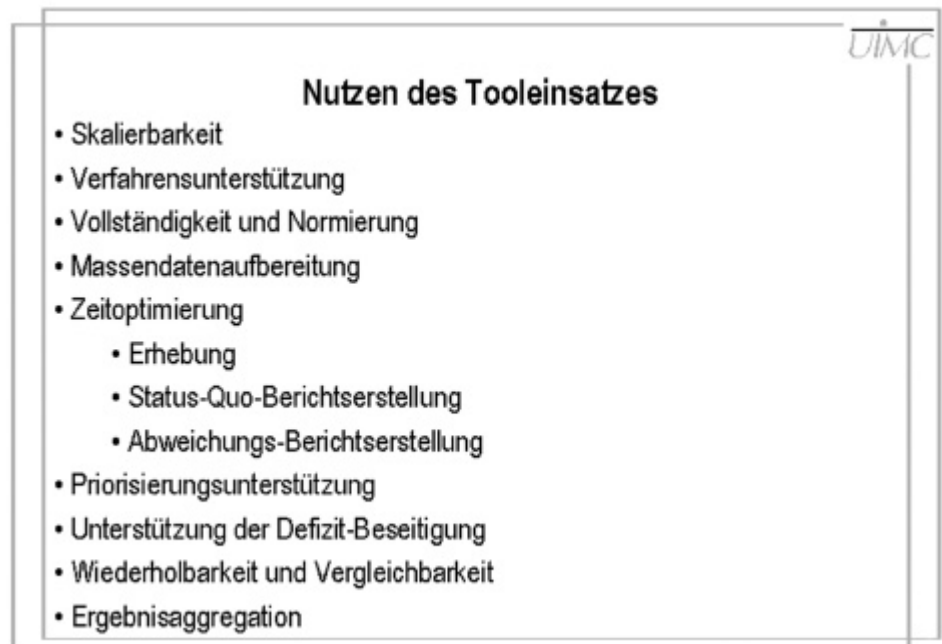 UIMC
Nutzen des Tooleinsatzes
• Skalierbarkeit
• Verfahrensunterstützung
• Vollständigkeit und Normierung
• Massendatenaufbereitung
• Zeitoptimierung
• Erhebung
• Status-Quo-Berichtserstellung
• Abweichungs-Berichtserstellung
• Priorisierungsunterstützung
• Unterstützung der Defizit-Beseitigung
• Wiederholbarkeit und Vergleichbarkeit
• Ergebnisaggregation